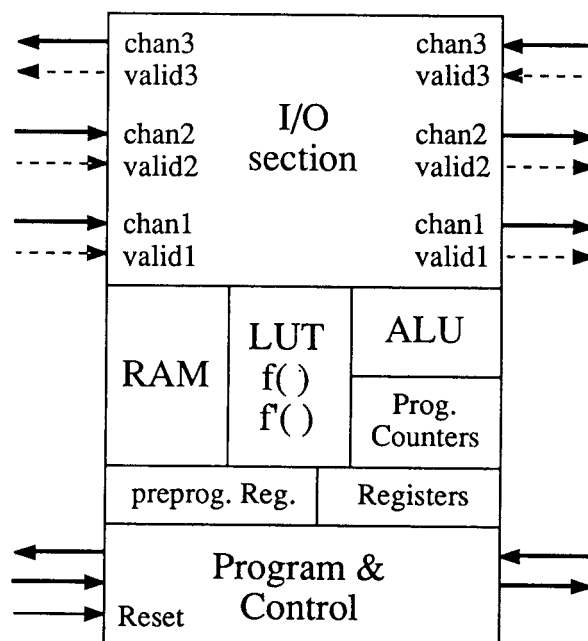 chan3 chan3
valid3 valid3
I/O
section
chan2 chan2
valid2 valid2
chan1 chan1
valid1 valid1
RAM
LUT
f( )
f'( )
ALU
Prog.
Counters
preprog. Reg.
Registers
Program &
Control
Reset